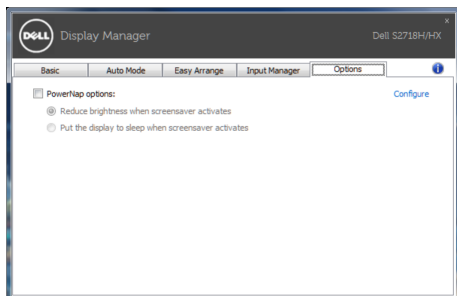 DELL Display Manager Dell S2718H/HX
Basic Auto Mode Easy Arrange Input Manager Options
PowerNap options: Configure
Reduce brightness when screensaver activates
Put the display to sleep when screensaver activates